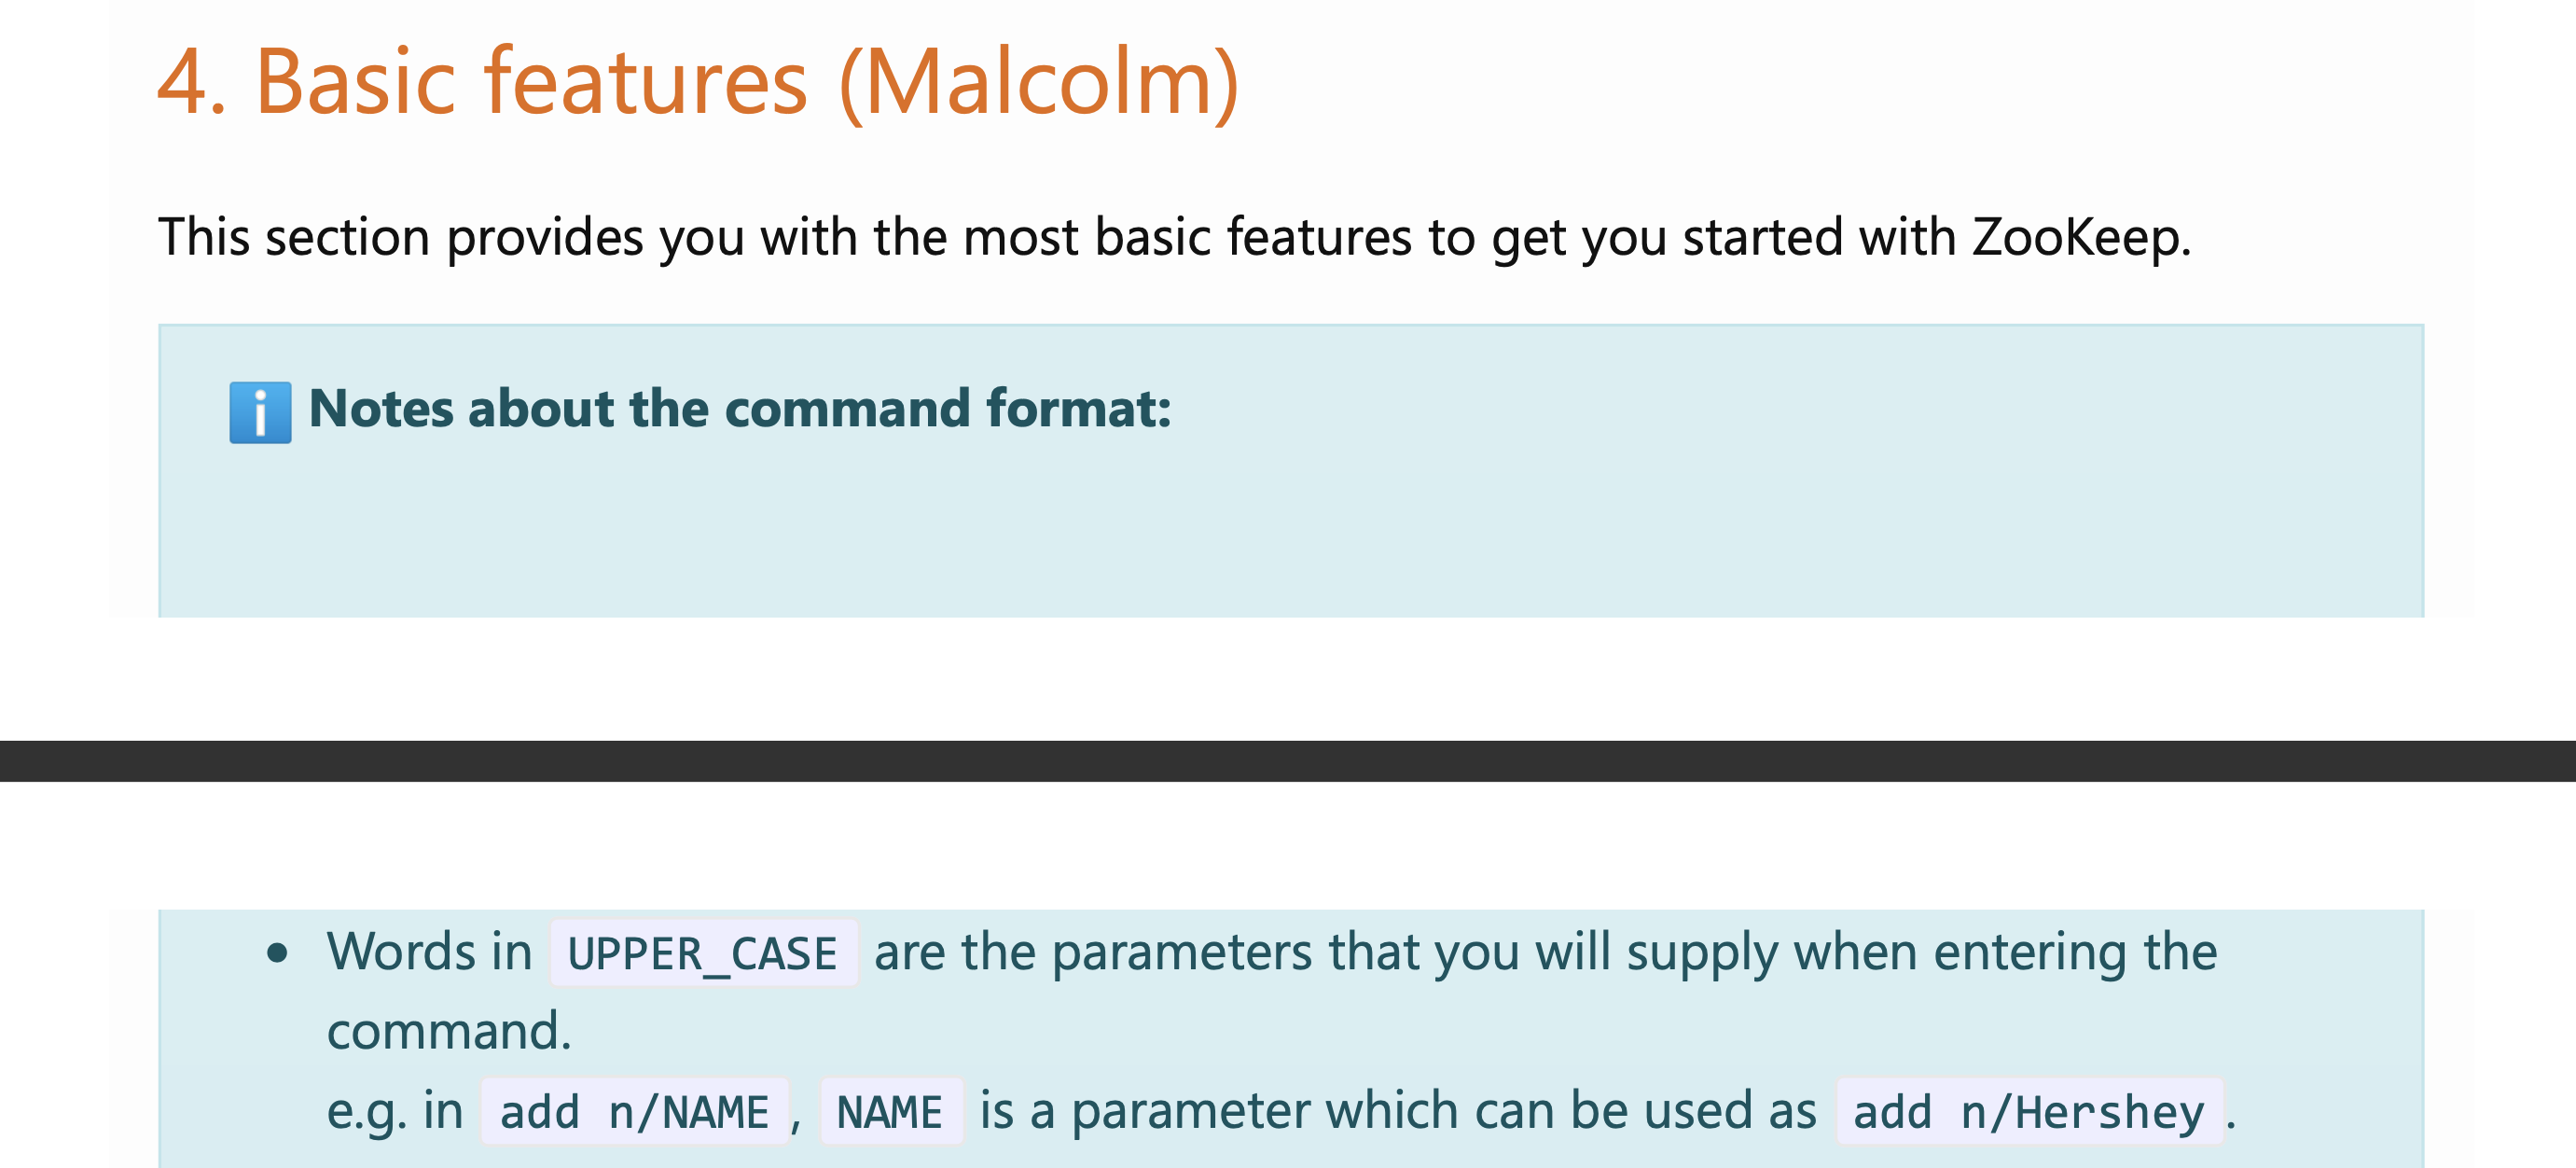 4. Basic features (Malcolm)
This section provides you with the most basic features to get you started with ZooKeep.
ℹ️ Notes about the command format:
• Words in UPPER_CASE are the parameters that you will supply when entering the
command.
e.g. in add n/NAME, NAME is a parameter which can be used as add n/Hershey.